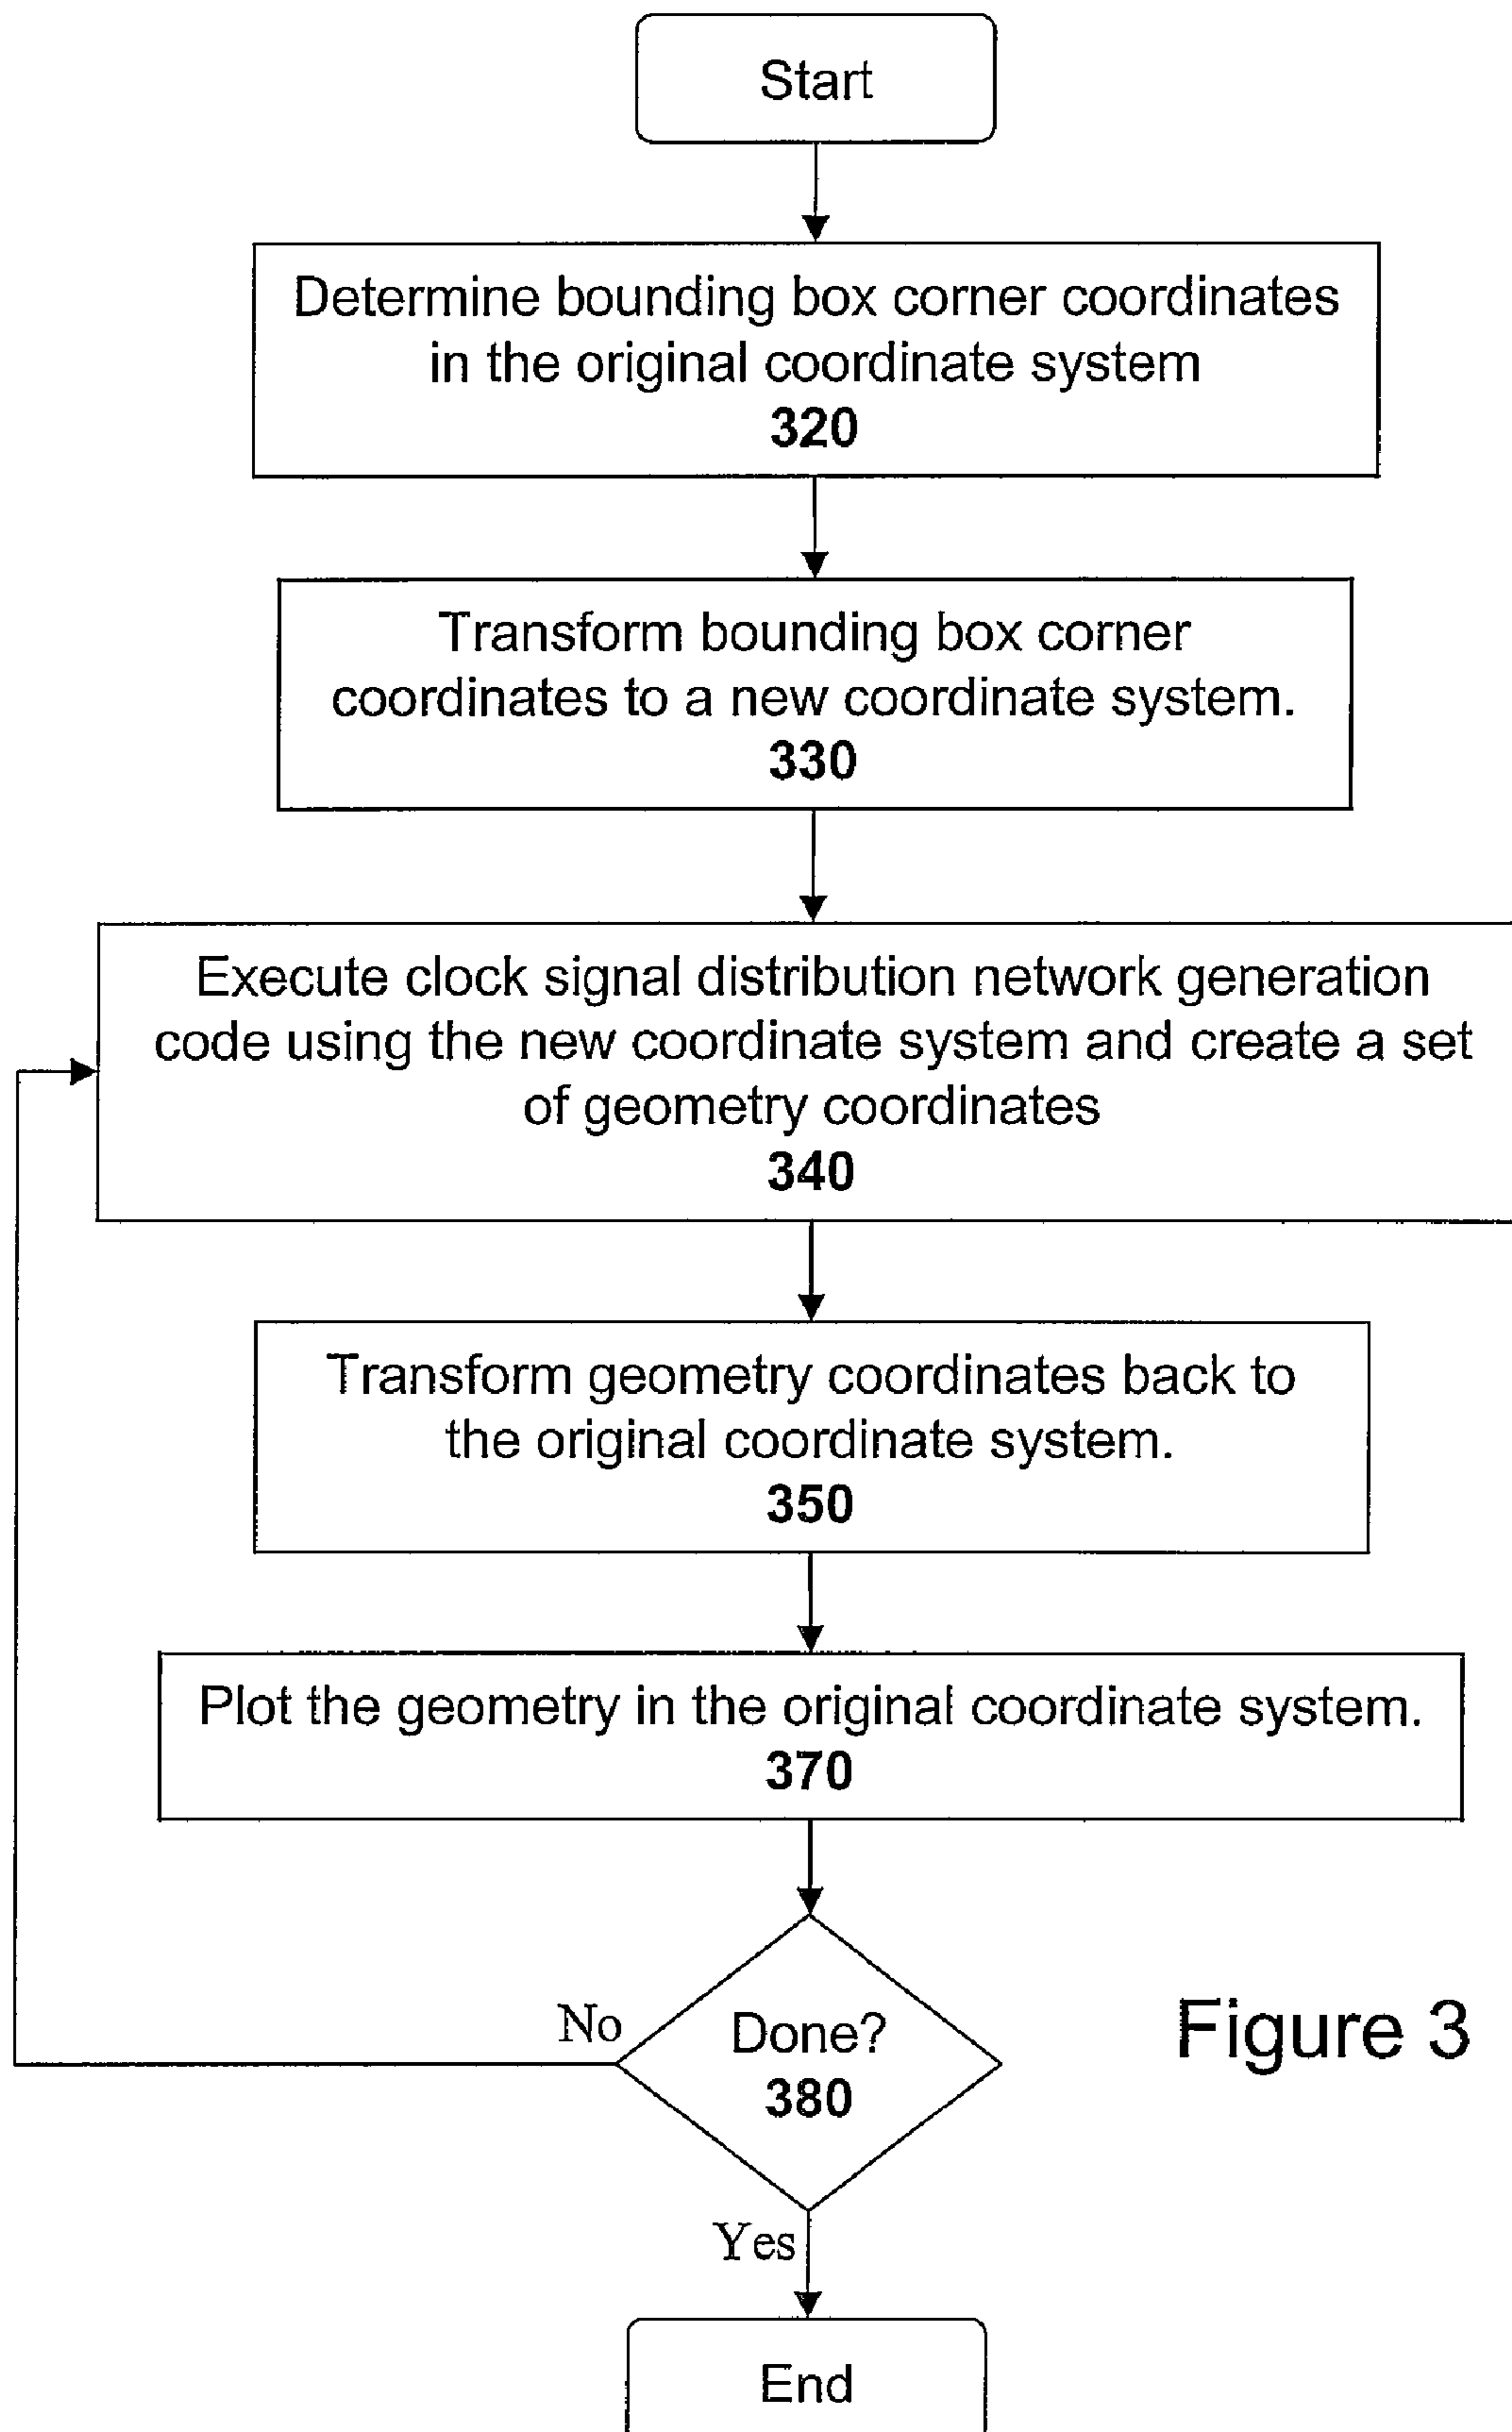 Start
Determine bounding box corner coordinates
in the original coordinate system
320
Transform bounding box corner
coordinates to a new coordinate system.
330
Execute clock signal distribution network generation
code using the new coordinate system and create a set
of geometry coordinates
340
Transform geometry coordinates back to
the original coordinate system.
350
Plot the geometry in the original coordinate system.
370
No
Done?
380
Figure 3
Yes
End